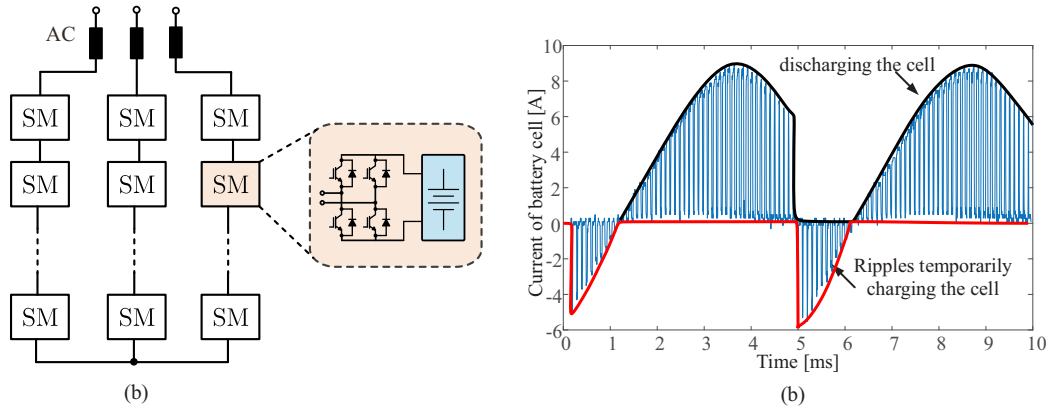 AC
SM SM SM
SM SM SM
SM SM SM
(b)
Current of battery cell [A]
10
8
6
4
2
0
-2
-4
-6
discharging the cell
Ripples temporarily
charging the cell
0 1 2 3 4 5 6 7 8 9 10
Time [ms]
(b)